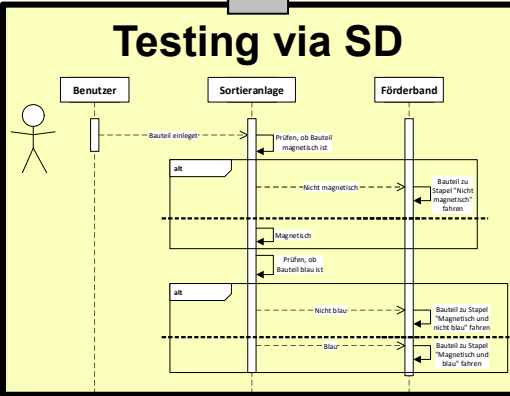 Testing via SD
Benutzer
Sortieranlage
Förderband
Bauteil einleget
Prüfen, ob Bauteil
magnetisch ist
alt
Nicht magnetisch
Bauteil zu
Stapel "Nicht
magnetisch"
fahren
Magnetisch
Prüfen, ob
Bauteil blau ist
alt
Nicht blau
Bauteil zu Stapel
"Magnetisch und
nicht blau" fahren
Blau
Bauteil zu Stapel
"Magnetisch und
blau" fahren